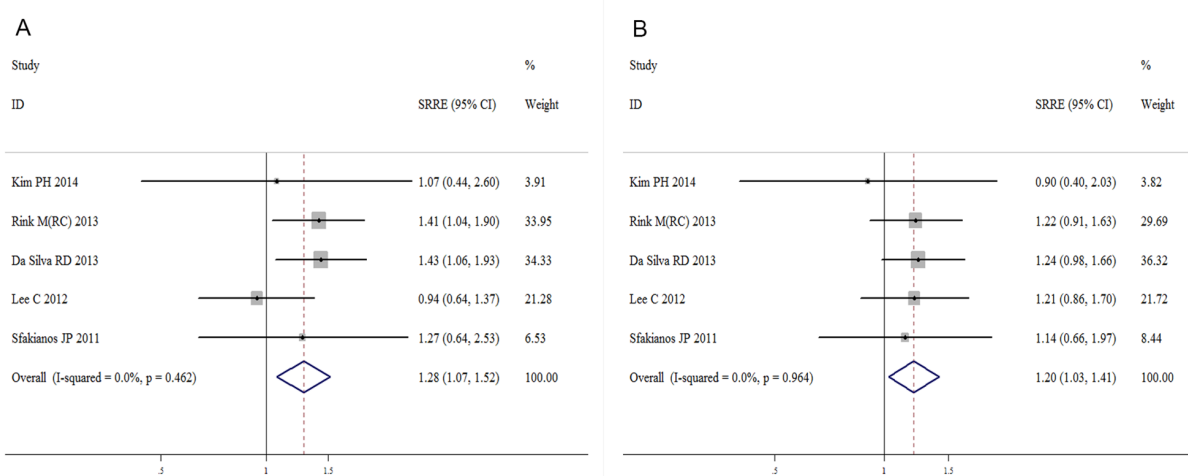 A
Study %
ID SRRE (95% CI) Weight
Kim PH 2014 1.07 (0.44, 2.60) 3.91
Rink M(RC) 2013 1.41 (1.04, 1.90) 33.95
Da Silva RD 2013 1.43 (1.06, 1.93) 34.33
Lee C 2012 0.94 (0.64, 1.37) 21.28
Sfakianos JP 2011 1.27 (0.64, 2.53) 6.53
Overall (I-squared = 0.0%, p = 0.462) 1.28 (1.07, 1.52) 100.00
.5 1 1.5
B
Study %
ID SRRE (95% CI) Weight
Kim PH 2014 0.90 (0.40, 2.03) 3.82
Rink M(RC) 2013 1.22 (0.91, 1.63) 29.69
Da Silva RD 2013 1.24 (0.98, 1.66) 36.32
Lee C 2012 1.21 (0.86, 1.70) 21.72
Sfakianos JP 2011 1.14 (0.66, 1.97) 8.44
Overall (I-squared = 0.0%, p = 0.964) 1.20 (1.03, 1.41) 100.00
.5 1 1.5